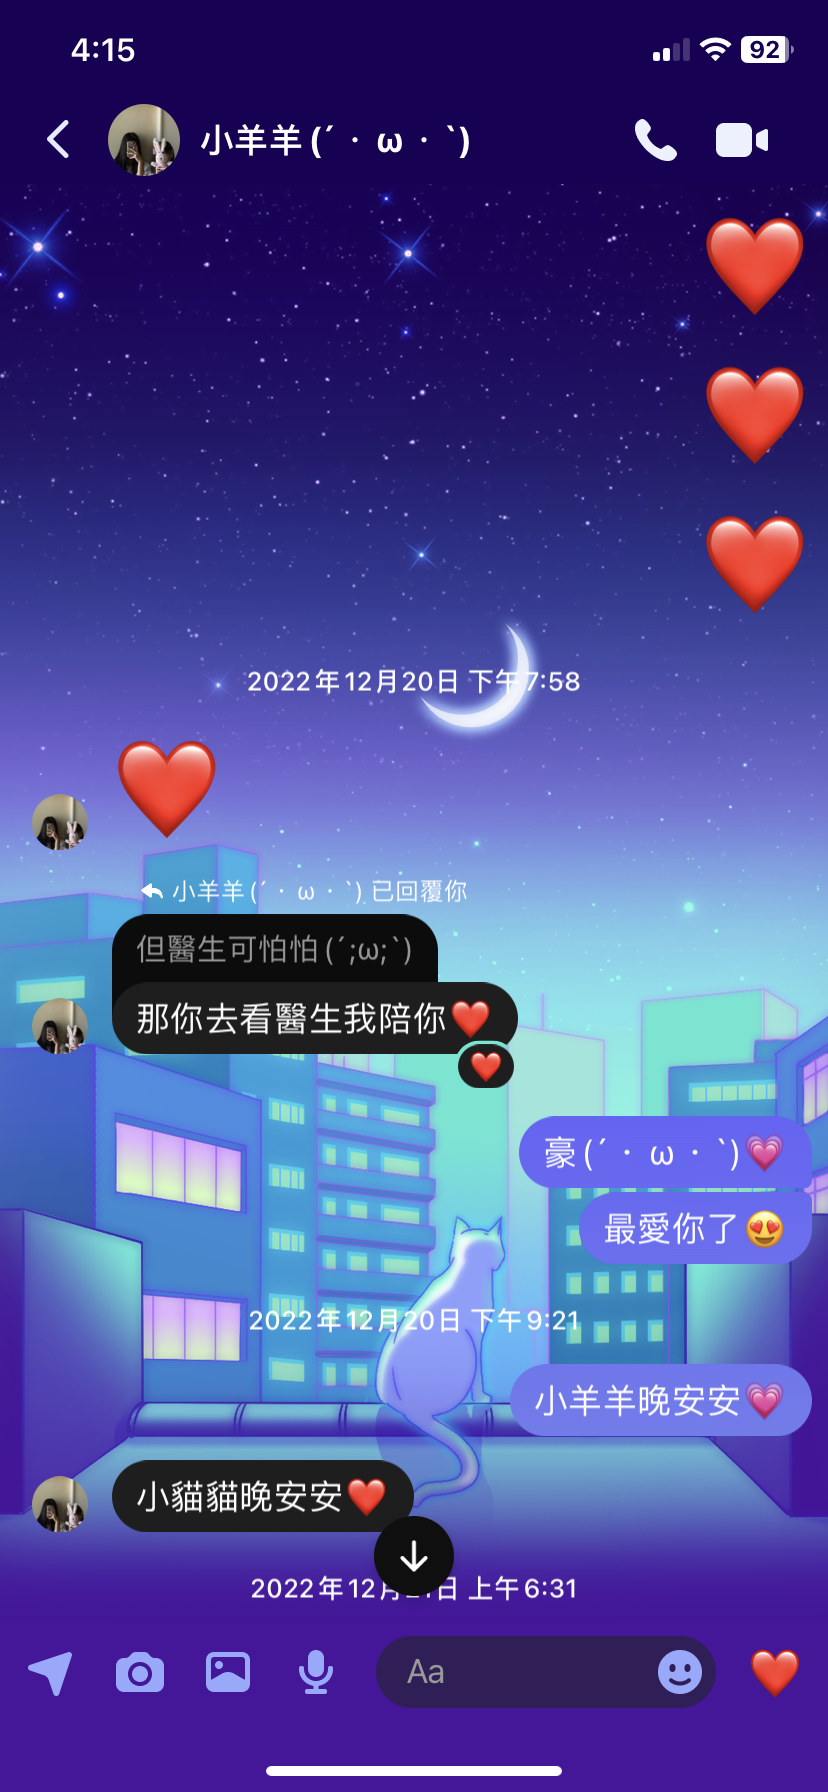 4:15
92
小羊羊 (´・ω・`)
2022年12月20日 下午7:58
小羊羊 (´・ω・`) 已回覆你
但醫生可怕怕 (´;ω;`)
那你去看醫生我陪你❤️
❤️
豪 (´・ω・`)💗
最愛你了😍
2022年12月20日 下午9:21
小羊羊晚安安💗
小貓貓晚安安❤️
2022年12月21日 上午6:31
Aa